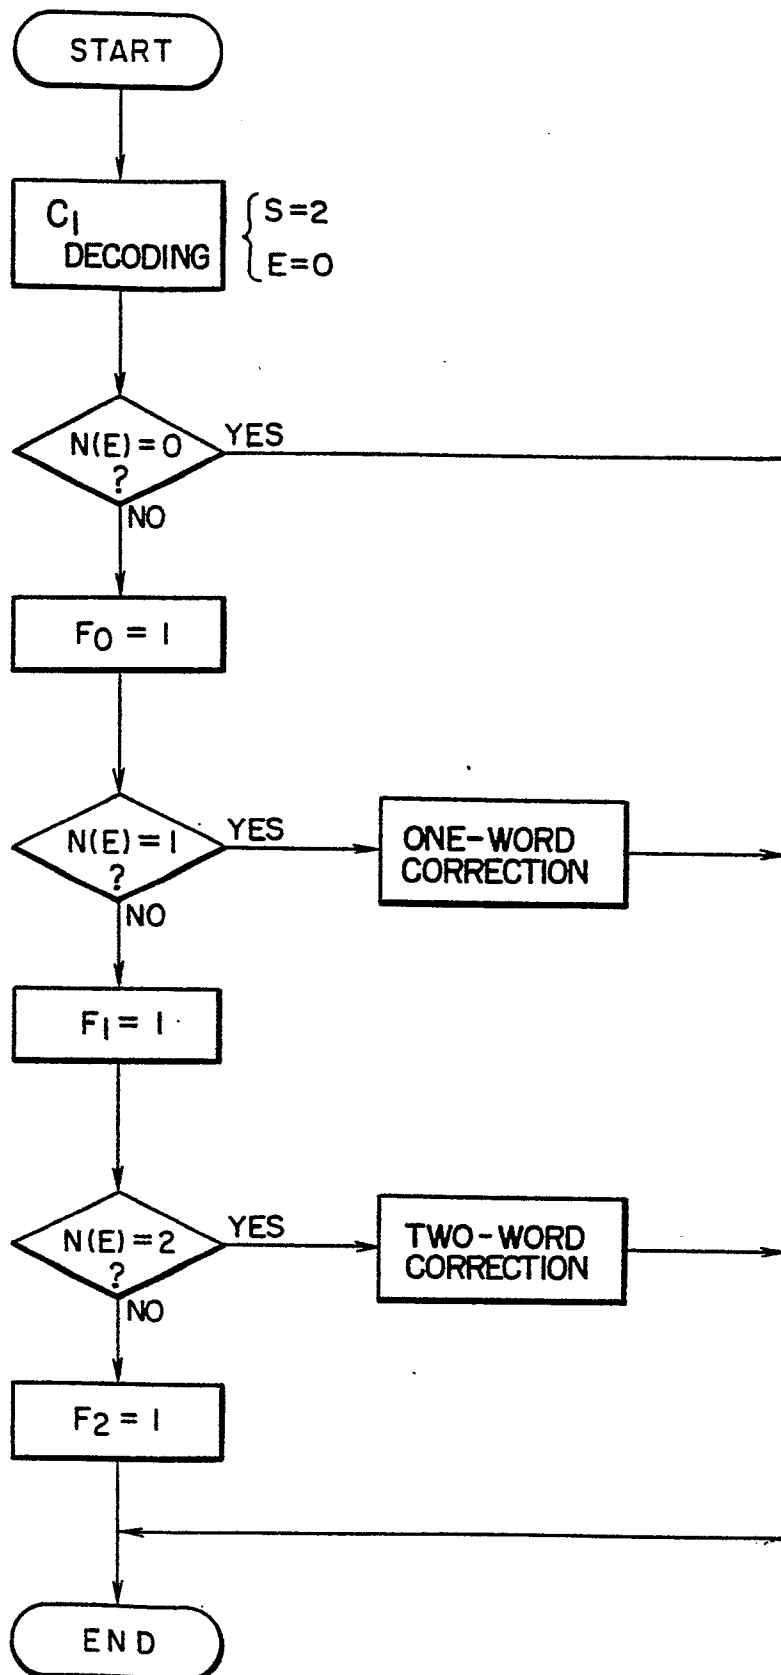 START
C1
DECODING
S=2
E=0
N(E)=0
?
YES
NO
F0 = 1
N(E)=1
?
YES
NO
ONE-WORD
CORRECTION
F1 = 1
N(E)=2
?
YES
NO
TWO-WORD
CORRECTION
F2 = 1
END